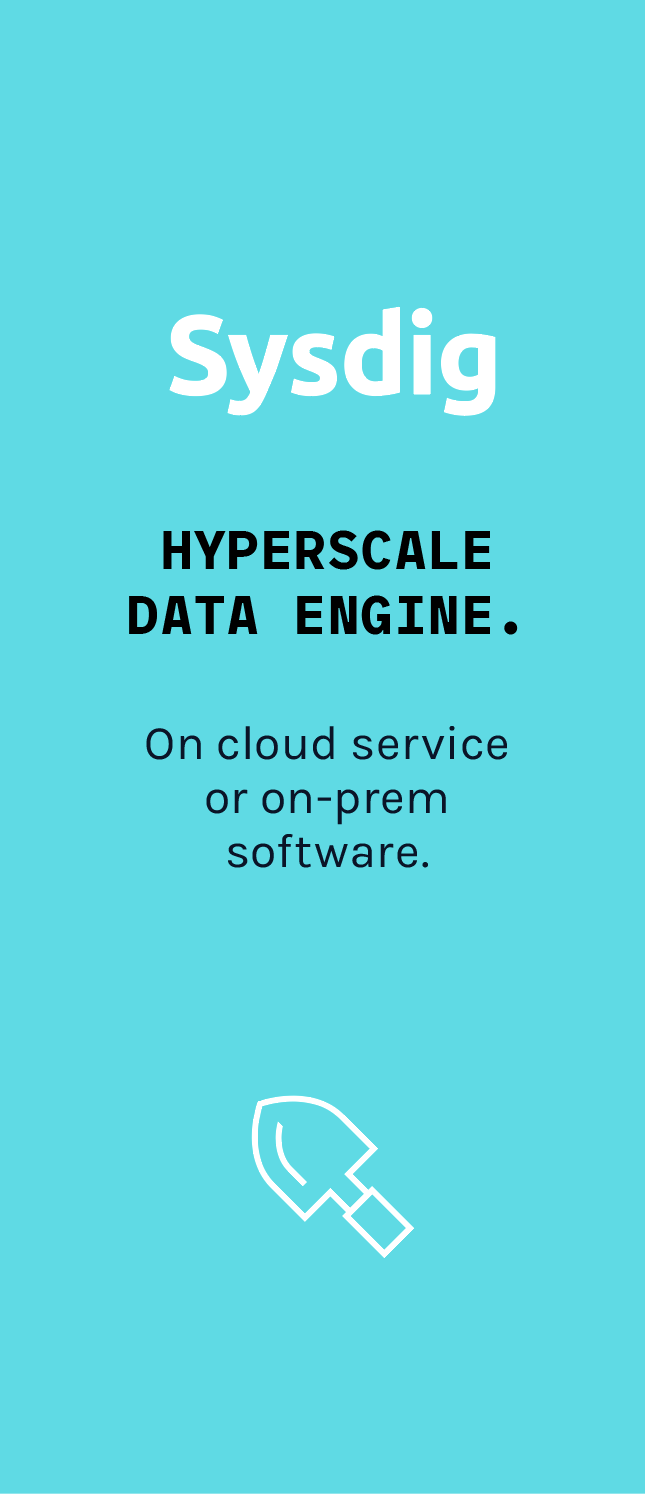 Sysdig
HYPERSCALE
DATA ENGINE.
On cloud service
or on-prem
software.